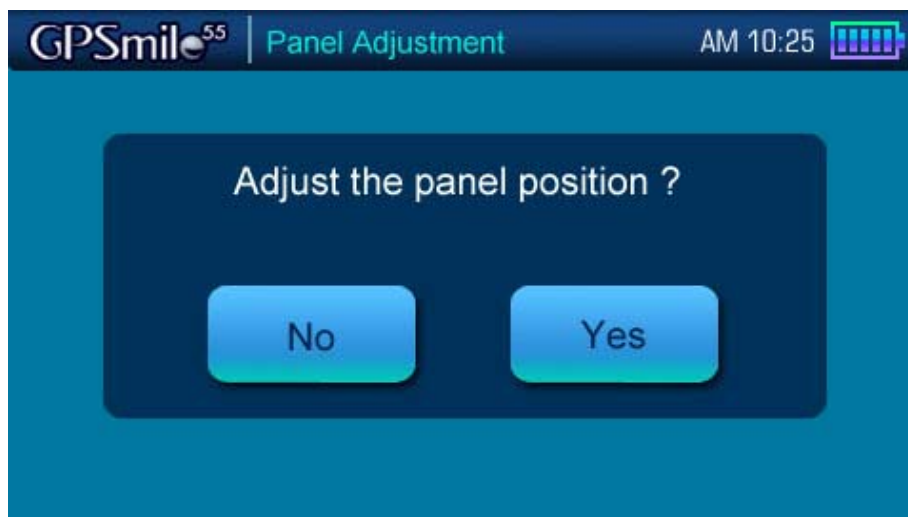 GPSmile55 Panel Adjustment AM 10:25
Adjust the panel position ?
No Yes